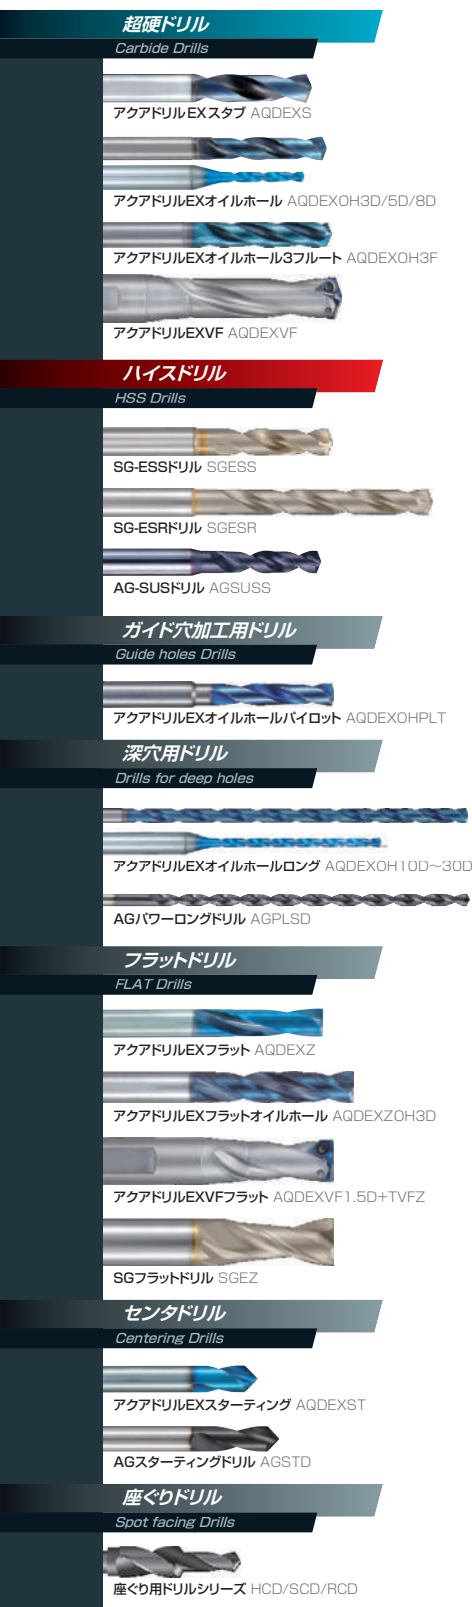 超硬ドリル
Carbide Drills
アクアドリルEXスタブ AQDEXS
アクアドリルEXオイルホール AQDEXOH3D/5D/8D
アクアドリルEXオイルホール3フルート AQDEXOH3F
アクアドリルEXVF AQDEXVF
ハイスドリル
HSS Drills
SG-ESSドリル SGESS
SG-ESRドリル SGESR
AG-SUSドリル AGSUSS
ガイド穴加工用ドリル
Guide holes Drills
アクアドリルEXオイルホールパイロット AQDEXOHPLT
深穴用ドリル
Drills for deep holes
アクアドリルEXオイルホールロング AQDEXOH10D～30D
AGパワーロングドリル AGPLSD
フラットドリル
FLAT Drills
アクアドリルEXフラット AQDEXZ
アクアドリルEXフラットオイルホール AQDEXZOH3D
アクアドリルEXVFフラット AQDEXVF1.5D+TVFZ
SGフラットドリル SGEZ
センタドリル
Centering Drills
アクアドリルEXスターティング AQDEXST
AGスターティングドリル AGSTD
座ぐりドリル
Spot facing Drills
座ぐり用ドリルシリーズ HCD/SCD/RCD